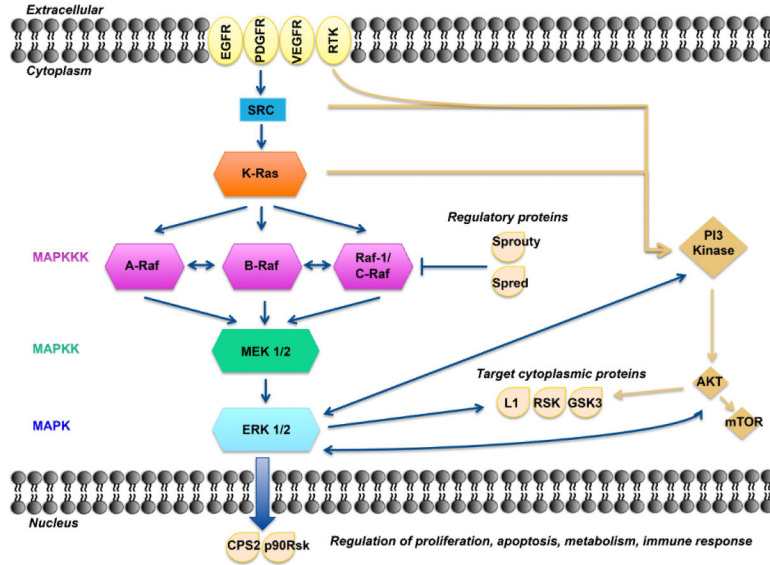 Extracellular
EGFR
PDGFR
VEGFR
RTK
Cytoplasm
SRC
K-Ras
Regulatory proteins
Sprouty
Spred
PI3
Kinase
MAPKKK
A-Raf
B-Raf
Raf-1/
C-Raf
MAPKK
MEK 1/2
Target cytoplasmic proteins
L1
RSK
GSK3
AKT
mTOR
MAPK
ERK 1/2
Nucleus
CPS2
p90Rsk
Regulation of proliferation, apoptosis, metabolism, immune response